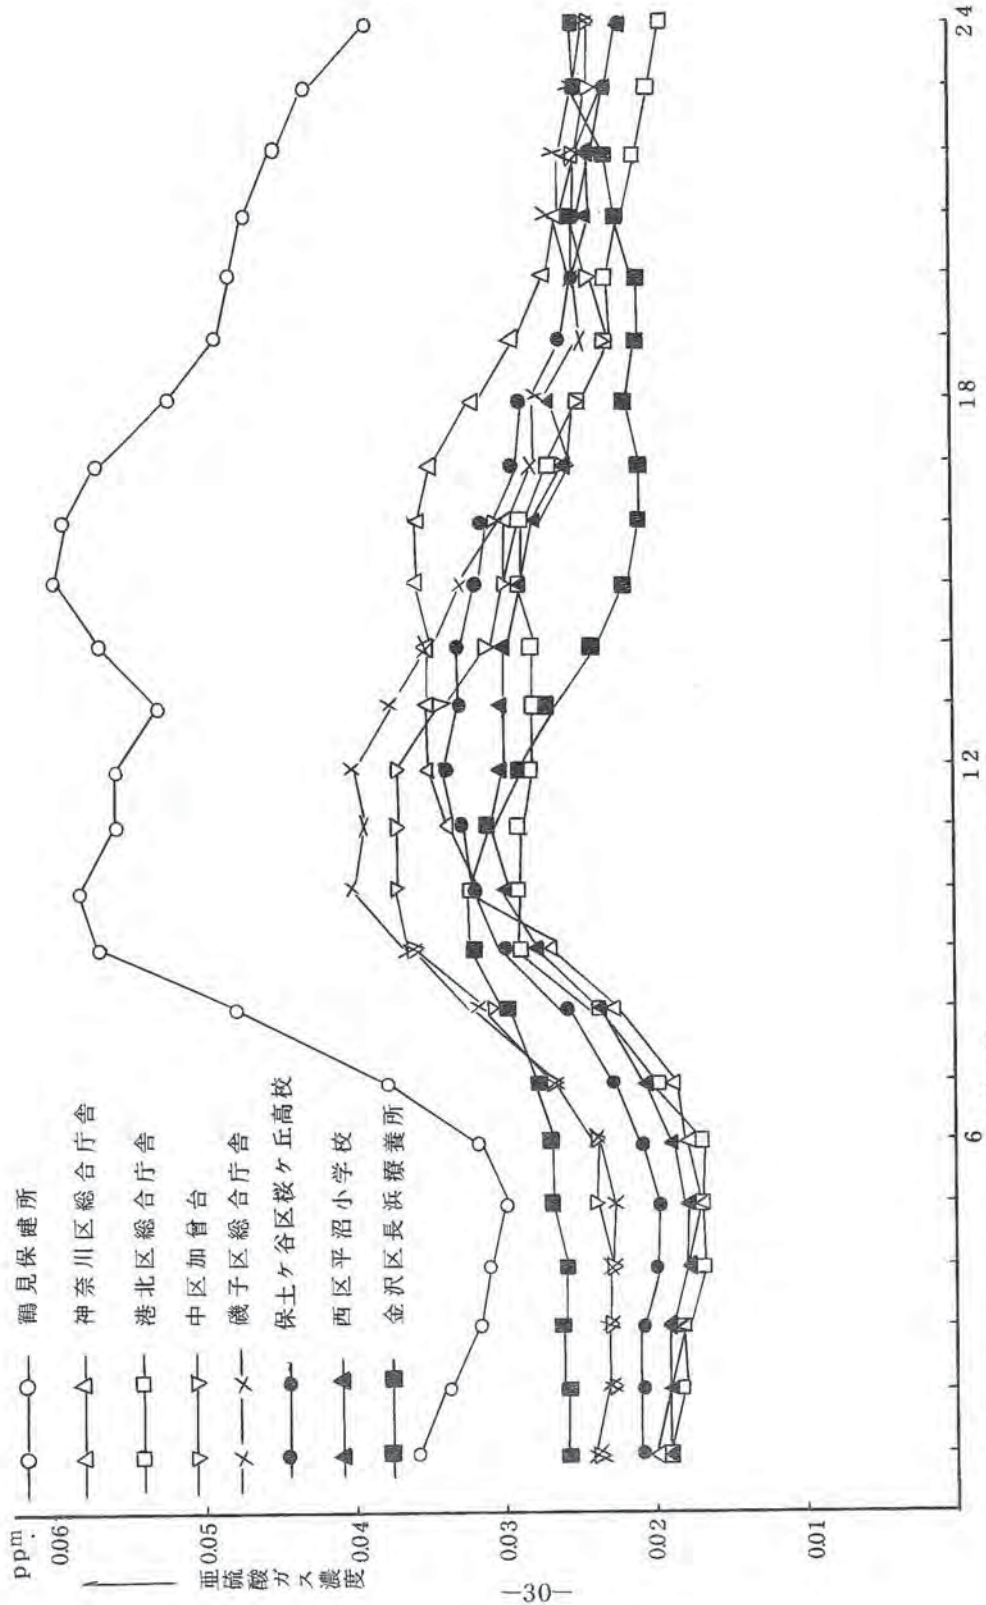 ppm.
0.06
0.05
0.04
0.03
0.02
0.01
亜硫酸ガス濃度
鶴見保健所
神奈川区総合庁舎
港北区総合庁舎
中区加曽台
磯子区総合庁舎
保土ケ谷区桜ケ丘高校
西区平沼小学校
金沢区長浜療養所
6
12
18
24
—30—